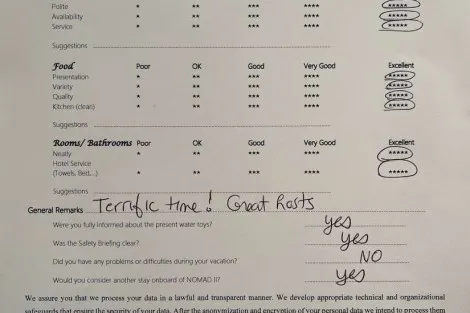 Polite * ** *** **** *****
Availability * ** *** **** *****
Service * ** *** **** *****
Suggestions
Food Poor OK Good Very Good Excellent
Presentation * ** *** **** *****
Variety * ** *** **** *****
Quality * ** *** **** *****
Kitchen (clean) * ** *** **** *****
Suggestions
Rooms/ Bathrooms Poor OK Good Very Good Excellent
Neatly * ** *** **** *****
Hotel Service
(Towels, Bed,...) * ** *** **** *****
Suggestions
General Remarks Terrific time! Great hosts
Were you fully informed about the present water toys? yes
Was the Safety Briefing clear? yes
Did you have any problems or difficulties during your vacation? NO
Would you consider another stay onboard of NOMAD II? yes
We assure you that we process your data in a lawful and transparent manner. We develop appropriate technical and organizational
safeguards that ensure the security of your data. After the anonymization and encryption of your personal data we intend to process them